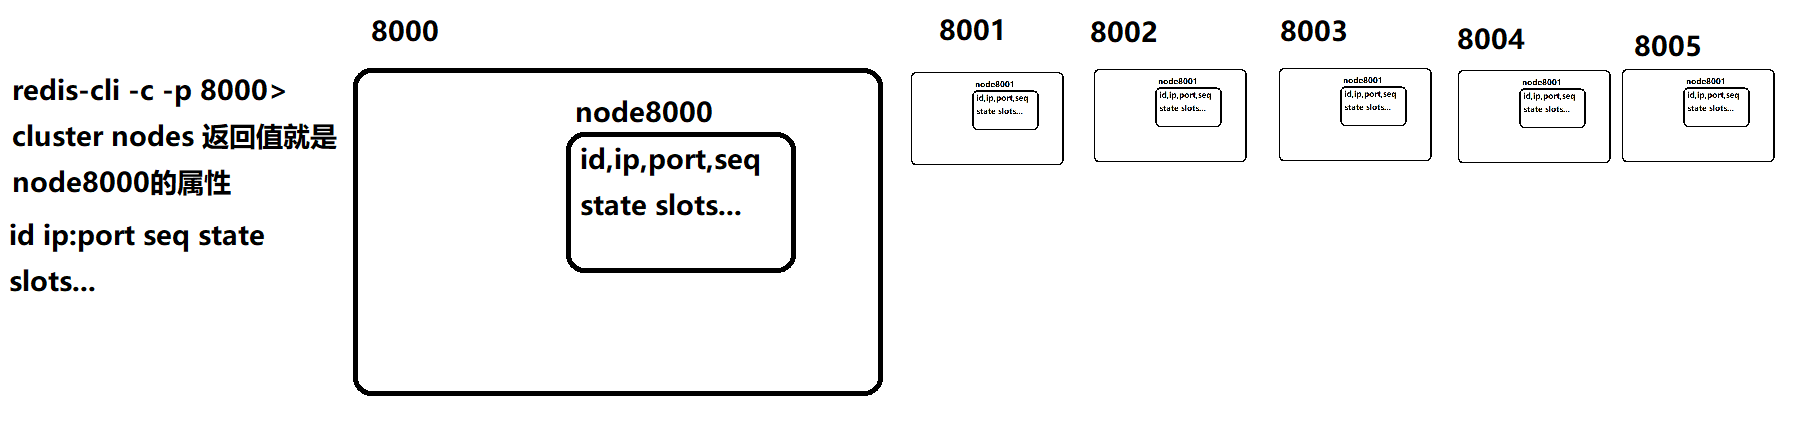 redis-cli -c -p 8000>
cluster nodes 返回值就是
node8000的属性
id ip:port seq state
slots...
8000
node8000
id,ip,port,seq
state slots...
8001
node8001
id,ip,port,seq
state slots...
8002
node8001
id,ip,port,seq
state slots...
8003
node8001
id,ip,port,seq
state slots...
8004
node8001
id,ip,port,seq
state slots...
8005
node8001
id,ip,port,seq
state slots...